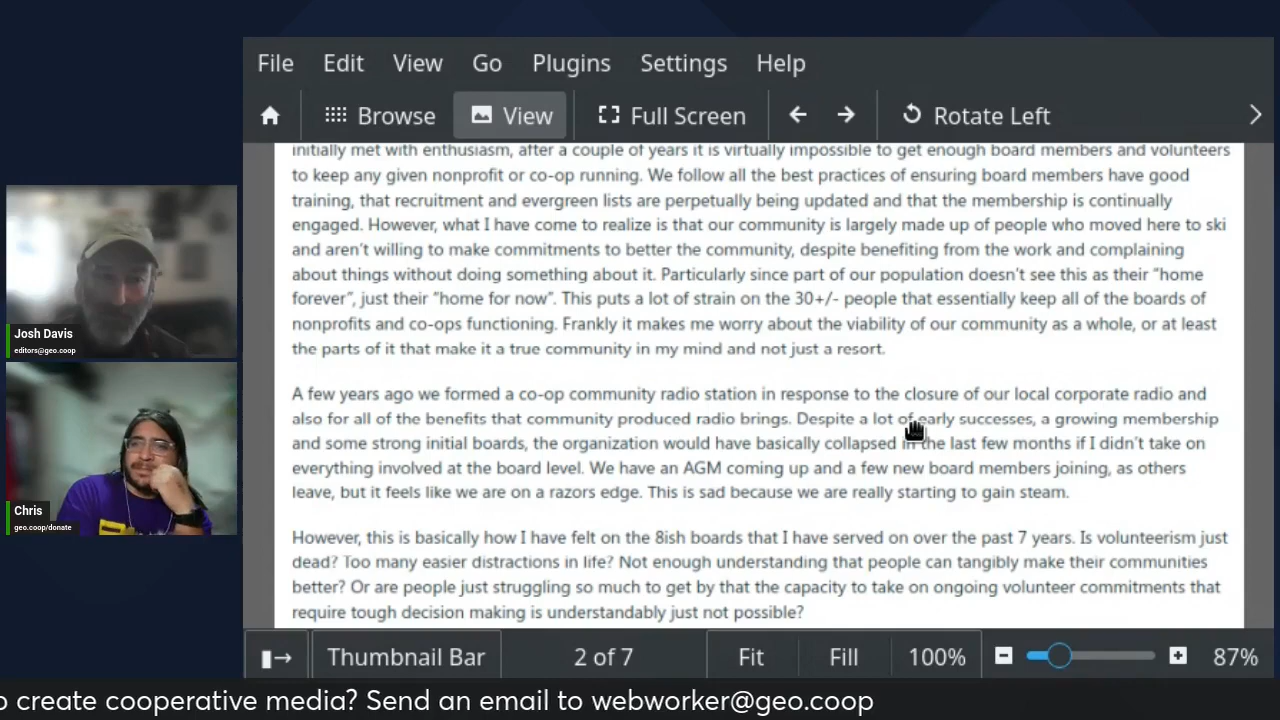 File Edit View Go Plugins Settings Help
Browse View Full Screen Rotate Left
initially met with enthusiasm, after a couple of years it is virtually impossible to get enough board members and volunteers
to keep any given nonprofit or co-op running. We follow all the best practices of ensuring board members have good
training, that recruitment and evergreen lists are perpetually being updated and that the membership is continually
engaged. However, what I have come to realize is that our community is largely made up of people who moved here to ski
and aren't willing to make commitments to better the community, despite benefiting from the work and complaining
about things without doing something about it. Particularly since part of our population doesn't see this as their "home
forever", just their "home for now". This puts a lot of strain on the 30+/- people that essentially keep all of the boards of
nonprofits and co-ops functioning. Frankly it makes me worry about the viability of our community as a whole, or at least
the parts of it that make it a true community in my mind and not just a resort.
A few years ago we formed a co-op community radio station in response to the closure of our local corporate radio and
also for all of the benefits that community produced radio brings. Despite a lot of early successes, a growing membership
and some strong initial boards, the organization would have basically collapsed in the last few months if I didn't take on
everything involved at the board level. We have an AGM coming up and a few new board members joining, as others
leave, but it feels like we are on a razors edge. This is sad because we are really starting to gain steam.
However, this is basically how I have felt on the 8ish boards that I have served on over the past 7 years. Is volunteerism just
dead? Too many easier distractions in life? Not enough understanding that people can tangibly make their communities
better? Or are people just struggling so much to get by that the capacity to take on ongoing volunteer commitments that
require tough decision making is understandably just not possible?
Thumbnail Bar 2 of 7 Fit Fill 100% 87%
Josh Davis
editors@geo.coop
Chris
geo.coop/donate
o create cooperative media? Send an email to webworker@geo.coop